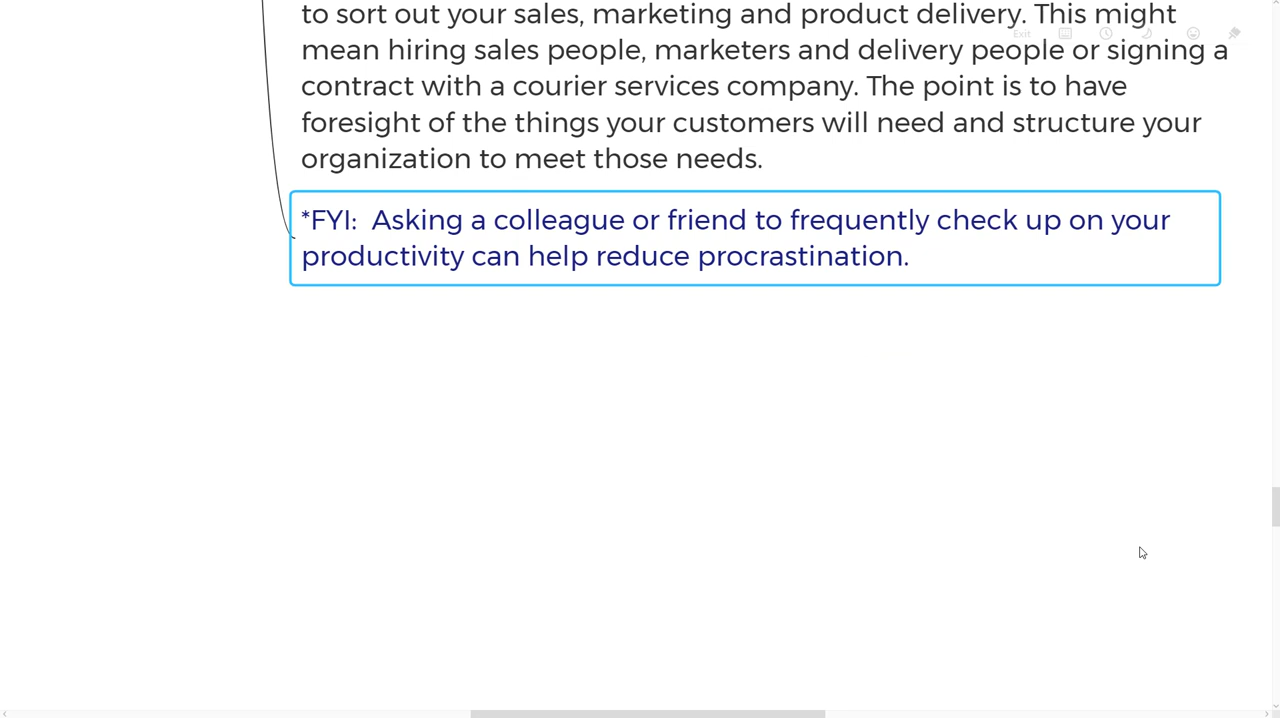 to sort out your sales, marketing and product delivery. This might
Exit
mean hiring sales people, marketers and delivery people or signing a
contract with a courier services company. The point is to have
foresight of the things your customers will need and structure your
organization to meet those needs.
*FYI:  Asking a colleague or friend to frequently check up on your
productivity can help reduce procrastination.